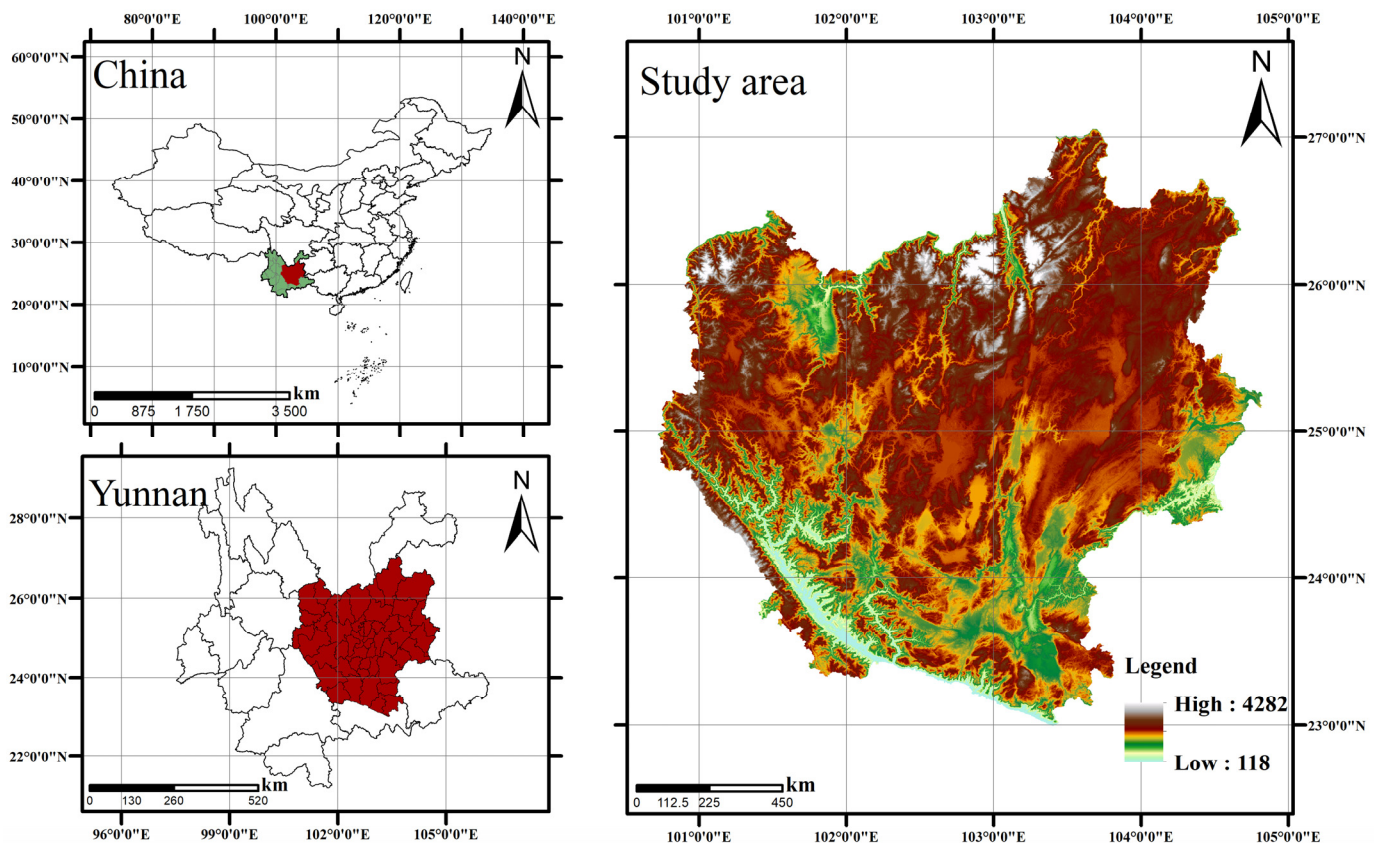 80°0'0"E 100°0'0"E 120°0'0"E 140°0'0"E
60°0'0"N
50°0'0"N
40°0'0"N
30°0'0"N
20°0'0"N
10°0'0"N
China
N
km
0 875 1 750 3 500
28°0'0"N
26°0'0"N
24°0'0"N
22°0'0"N
Yunnan
N
km
0 130 260 520
96°0'0"E 99°0'0"E 102°0'0"E 105°0'0"E
101°0'0"E 102°0'0"E 103°0'0"E 104°0'0"E 105°0'0"E
Study area
N
27°0'0"N
26°0'0"N
25°0'0"N
24°0'0"N
23°0'0"N
Legend
High : 4282
Low : 118
km
0 112.5 225 450
101°0'0"E 102°0'0"E 103°0'0"E 104°0'0"E 105°0'0"E